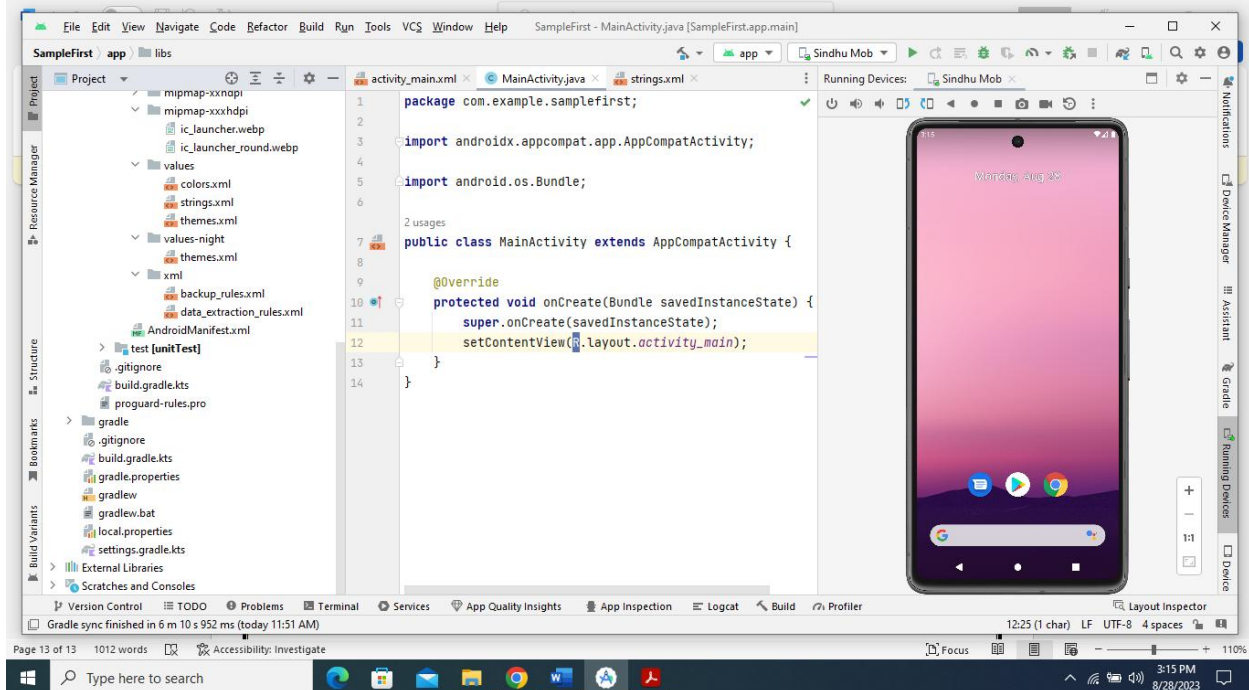 File Edit View Navigate Code Refactor Build Run Tools VCS Window Help SampleFirst - MainActivity.java [SampleFirst.app.main]
SampleFirst app libs app Sindhu Mob
Project activity_main.xml MainActivity.java strings.xml Running Devices: Sindhu Mob
mipmap-xxhdpi
mipmap-xxxhdpi
ic_launcher.webp
ic_launcher_round.webp
values
colors.xml
strings.xml
themes.xml
values-night
themes.xml
xml
backup_rules.xml
data_extraction_rules.xml
AndroidManifest.xml
test [unitTest]
.gitignore
build.gradle.kts
proguard-rules.pro
gradle
.gitignore
build.gradle.kts
gradle.properties
gradlew
gradlew.bat
local.properties
settings.gradle.kts
External Libraries
Scratches and Consoles
1 package com.example.samplefirst;
2
3 import androidx.appcompat.app.AppCompatActivity;
4
5 import android.os.Bundle;
6
2 usages
7 public class MainActivity extends AppCompatActivity {
8
9 @Override
10 protected void onCreate(Bundle savedInstanceState) {
11 super.onCreate(savedInstanceState);
12 setContentView(R.layout.activity_main);
13 }
14 }
3:15
Monday, Aug 28
1:1
Project
Resource Manager
Structure
Bookmarks
Build Variants
Notifications
Device Manager
Assistant
Gradle
Running Devices
Device
Version Control TODO Problems Terminal Services App Quality Insights App Inspection Logcat Build Profiler Layout Inspector
Gradle sync finished in 6 m 10 s 952 ms (today 11:51 AM) 12:25 (1 char) LF UTF-8 4 spaces
Page 13 of 13 1012 words Accessibility: Investigate Focus 110%
Type here to search 3:15 PM
8/28/2023